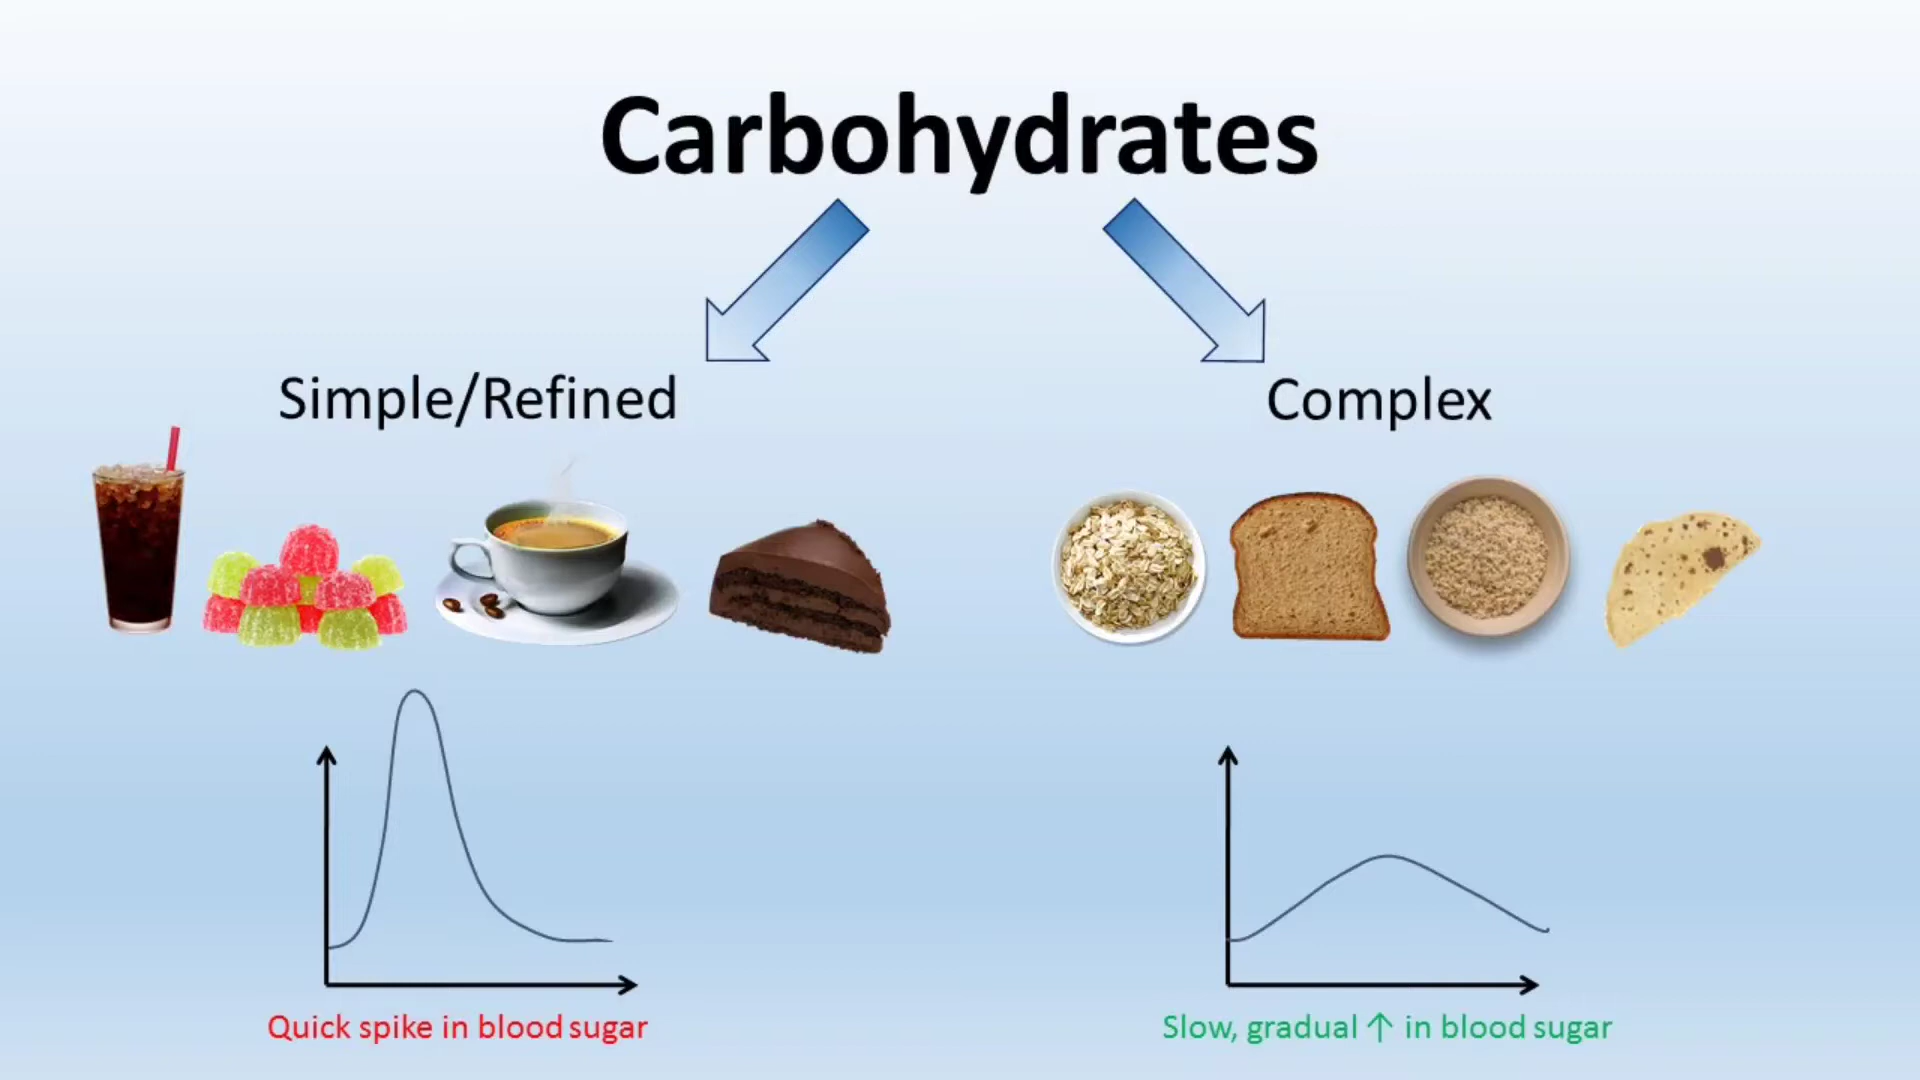 Carbohydrates
Simple/Refined
Complex
Quick spike in blood sugar
Slow, gradual ↑ in blood sugar